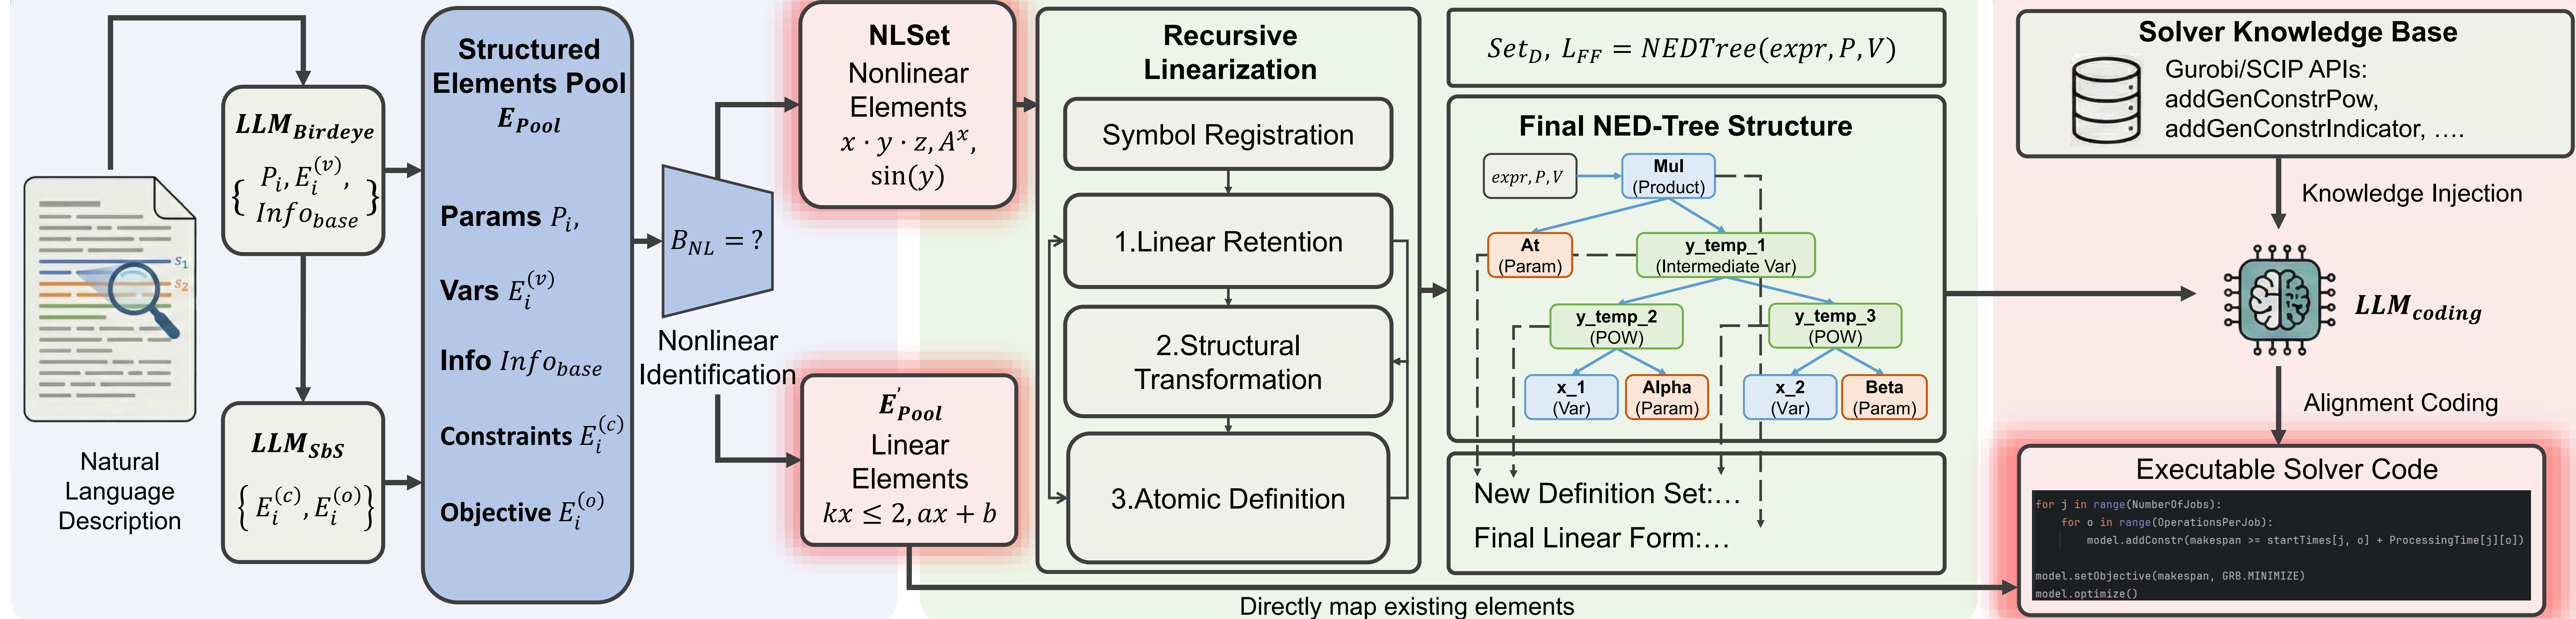 Natural
Language
Description
s₁
s₂
LLM_Birdeye
{P_i, E_i^(v),
Info_base}
LLM_SbS
{E_i^(c), E_i^(o)}
Structured
Elements Pool
E_Pool
Params P_i,
Vars E_i^(v)
Info Info_base
Constraints E_i^(c)
Objective E_i^(o)
B_NL = ?
Nonlinear
Identification
NLSet
Nonlinear
Elements
x · y · z, A^x,
sin(y)
E'_Pool
Linear
Elements
kx ≤ 2, ax + b
Recursive
Linearization
Symbol Registration
1.Linear Retention
2.Structural
Transformation
3.Atomic Definition
Set_D, L_FF = NEDTree(expr, P, V)
Final NED-Tree Structure
expr, P, V
Mul
(Product)
At
(Param)
y_temp_1
(Intermediate Var)
y_temp_2
(POW)
y_temp_3
(POW)
x_1
(Var)
Alpha
(Param)
x_2
(Var)
Beta
(Param)
New Definition Set:...
Final Linear Form:...
Directly map existing elements
Solver Knowledge Base
Gurobi/SCIP APIs:
addGenConstrPow,
addGenConstrIndicator, ....
Knowledge Injection
LLM_coding
Alignment Coding
Executable Solver Code
for j in range(NumberOfJobs):
for o in range(OperationsPerJob):
model.addConstr(makespan >= startTimes[j, o] + ProcessingTime[j][o])
model.setObjective(makespan, GRB.MINIMIZE)
model.optimize()